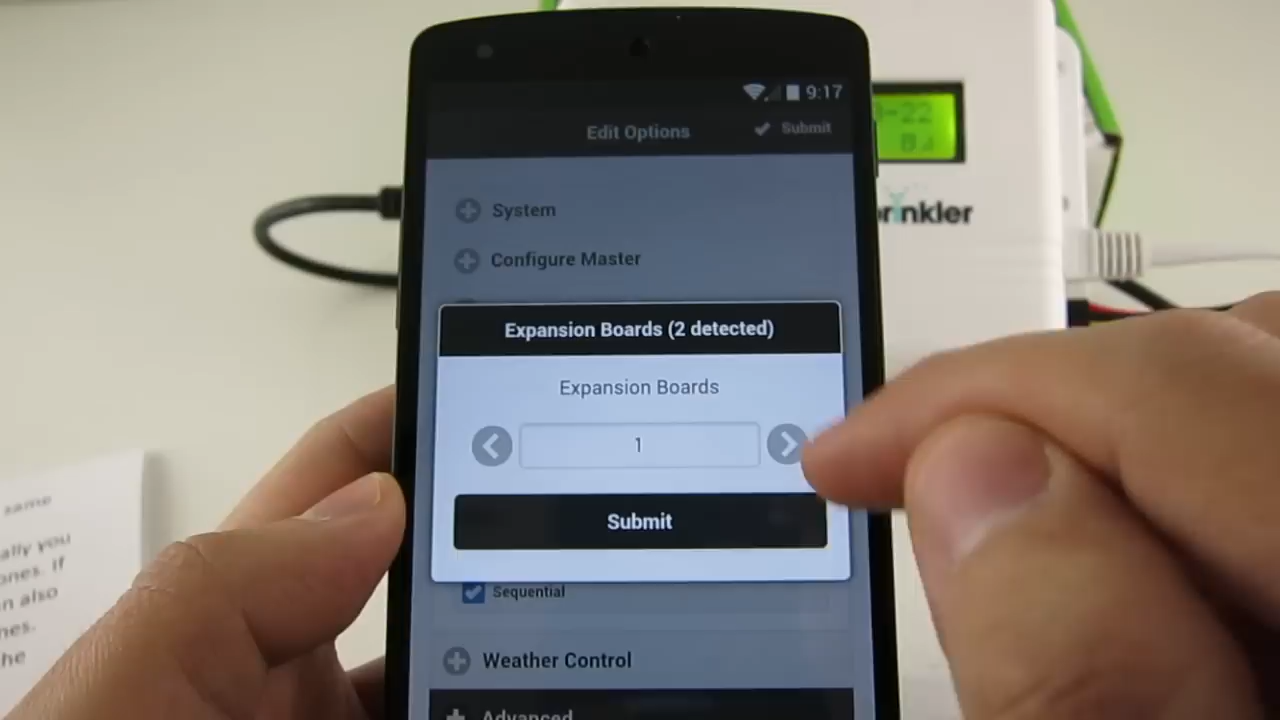 9:17
Edit Options
Submit
-22
rinkler
System
Configure Master
Expansion Boards (2 detected)
Expansion Boards
1
Submit
Sequential
Weather Control
Advanced
same
ally you
ones. If
n also
nes.
he